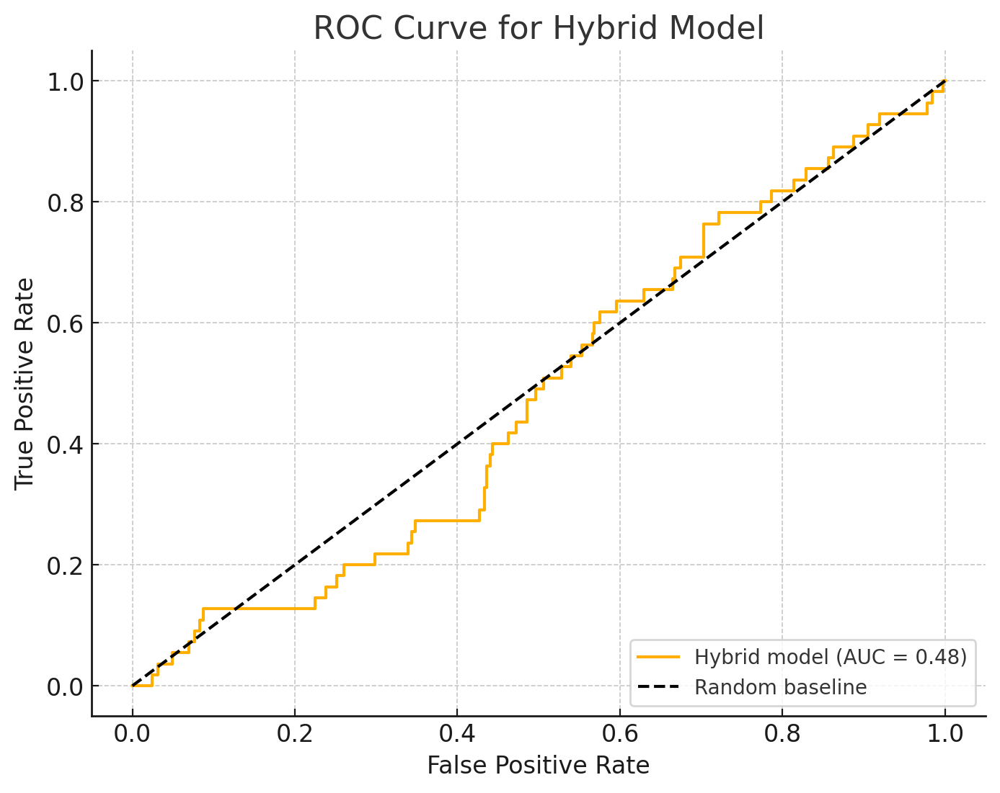 ROC Curve for Hybrid Model
True Positive Rate
1.0
0.8
0.6
0.4
0.2
0.0
0.0 0.2 0.4 0.6 0.8 1.0
False Positive Rate
Hybrid model (AUC = 0.48)
Random baseline